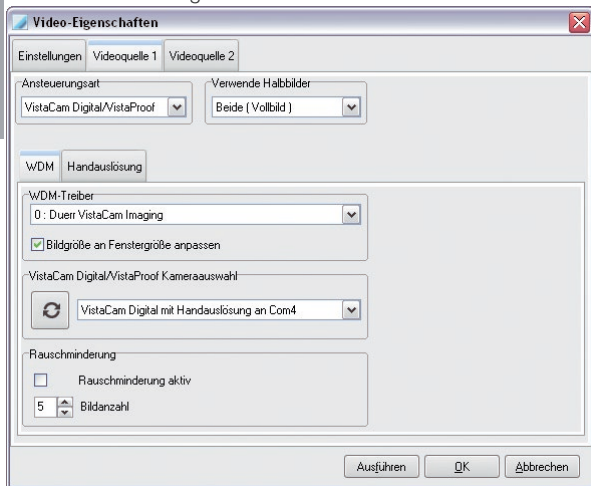 Video-Eigenschaften
Einstellungen Videoquelle 1 Videoquelle 2
Ansteuerungsart Verwende Halbbilder
VistaCam Digital/VistaProof Beide ( Vollbild )
WDM Handauslösung
WDM-Treiber
0 : Duerr VistaCam Imaging
Bildgröße an Fenstergröße anpassen
VistaCam Digital/VistaProof Kameraauswahl
VistaCam Digital mit Handauslösung an Com4
Rauschminderung
Rauschminderung aktiv
5 Bildanzahl
Ausführen OK Abbrechen